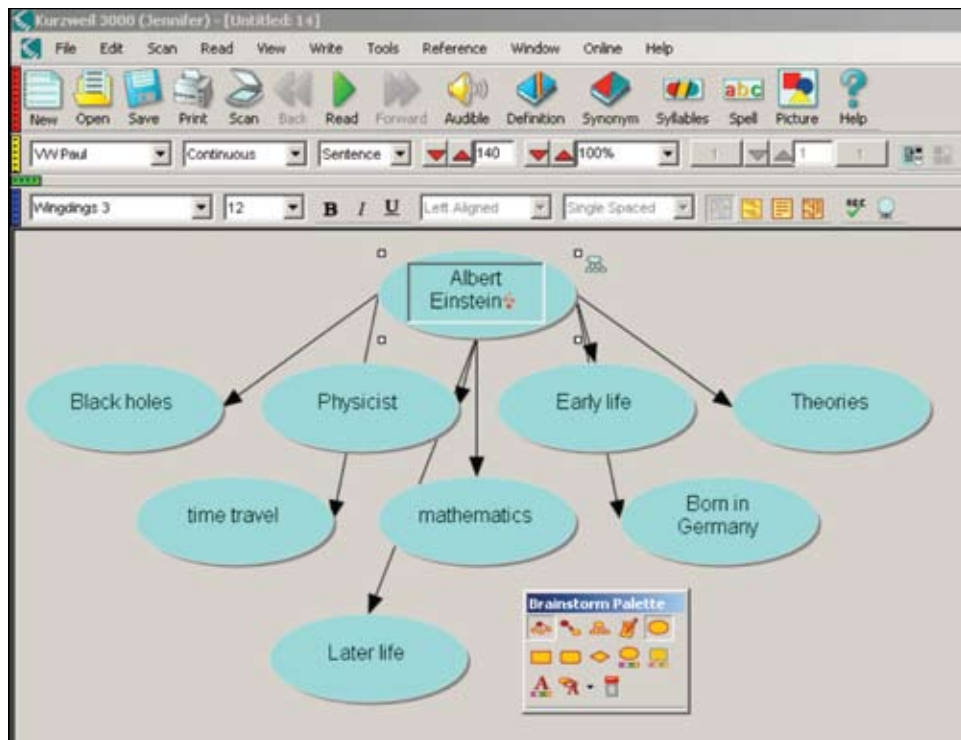 Kurzweil 3000 (Jennifer) - [Untitled: 14]
File Edit Scan Read View Write Tools Reference Window Online Help
abc
New Open Save Print Scan Back Read Forward Audible Definition Synonym Syllables Spell Picture Help
VW Paul Continuous Sentence 140 100% 1 1 1
Wingdings 3 12 B I U Left Aligned Single Spaced
Albert
Einstein
Black holes Physicist Early life Theories
time travel mathematics Born in
Germany
Brainstorm Palette
Later life
A